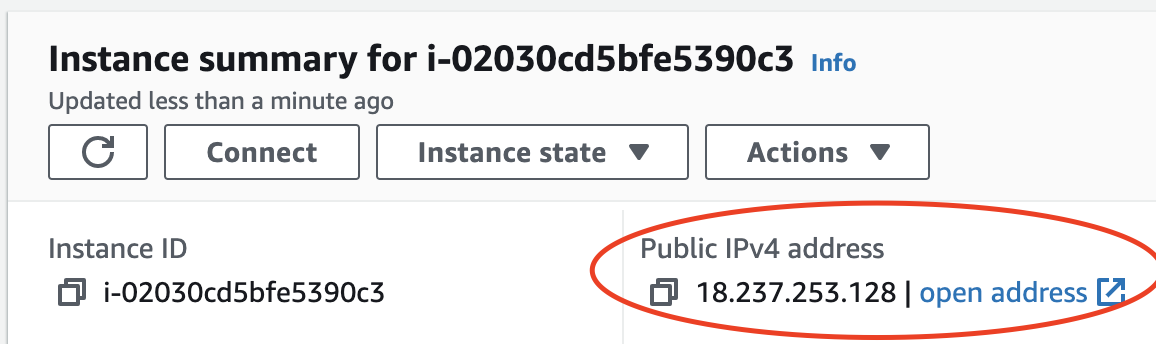 Instance summary for i-02030cd5bfe5390c3 Info
Updated less than a minute ago
Connect Instance state Actions
Instance ID
i-02030cd5bfe5390c3
Public IPv4 address
18.237.253.128 | open address